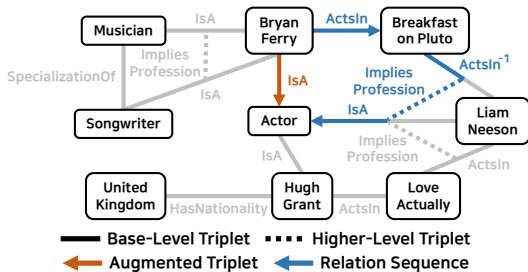 IsA
Musician
Bryan
Ferry
ActsIn
Breakfast
on Pluto
Implies
Profession
SpecializationOf
IsA
IsA
Implies
Profession
ActsIn-1
IsA
Songwriter
Actor
Liam
Neeson
Implies
Profession
IsA
ActsIn
United
Kingdom
HasNationality
Hugh
Grant
ActsIn
Love
Actually
Base-Level Triplet
Higher-Level Triplet
Augmented Triplet
Relation Sequence